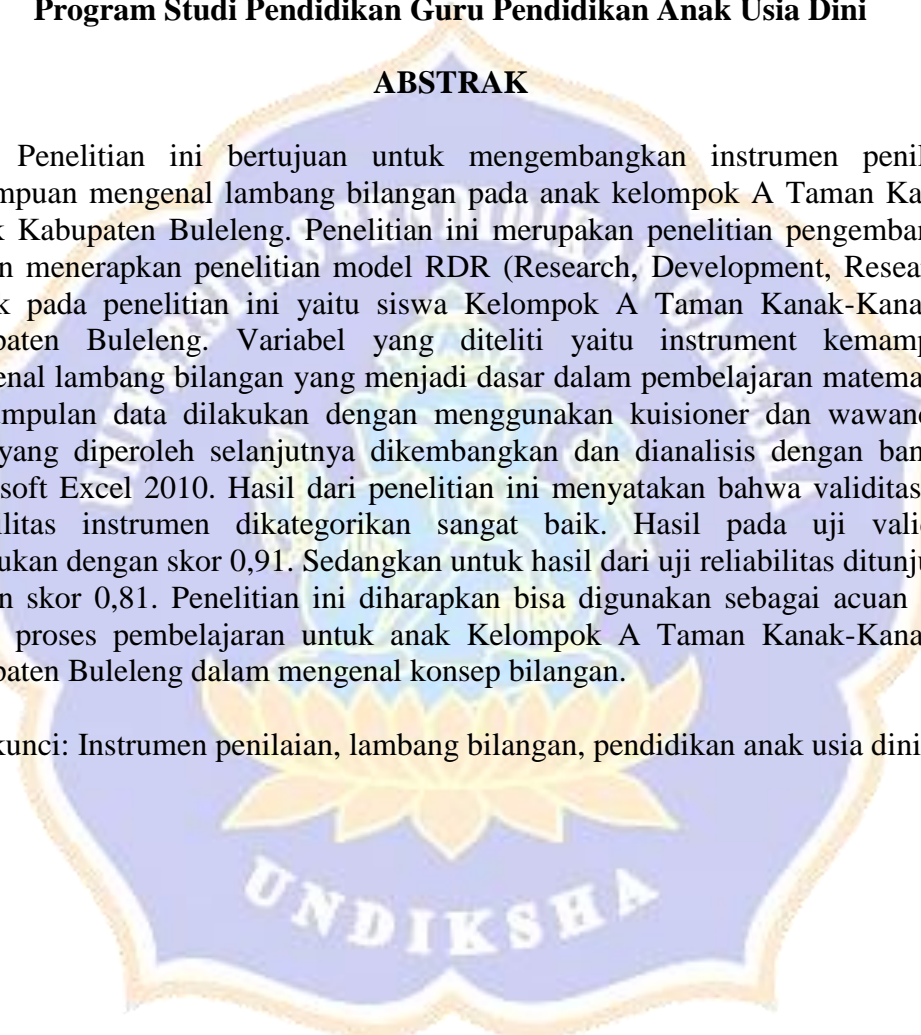 Program Studi Pendidikan Guru Pendidikan Anak Usia Dini
ABSTRAK
Penelitian ini bertujuan untuk mengembangkan instrumen penil
mpuan mengenal lambang bilangan pada anak kelompok A Taman Ka
k Kabupaten Buleleng. Penelitian ini merupakan penelitian pengemban
n menerapkan penelitian model RDR (Research, Development, Resear
k pada penelitian ini yaitu siswa Kelompok A Taman Kanak-Kana
paten Buleleng. Variabel yang diteliti yaitu instrument kemamp
enal lambang bilangan yang menjadi dasar dalam pembelajaran matema
mpulan data dilakukan dengan menggunakan kuisioner dan wawanc
yang diperoleh selanjutnya dikembangkan dan dianalisis dengan ban
soft Excel 2010. Hasil dari penelitian ini menyatakan bahwa validitas
ilitas instrumen dikategorikan sangat baik. Hasil pada uji vali
ukan dengan skor 0,91. Sedangkan untuk hasil dari uji reliabilitas ditunju
n skor 0,81. Penelitian ini diharapkan bisa digunakan sebagai acuan
proses pembelajaran untuk anak Kelompok A Taman Kanak-Kana
paten Buleleng dalam mengenal konsep bilangan.
kunci: Instrumen penilaian, lambang bilangan, pendidikan anak usia dini
UNDIKSHA